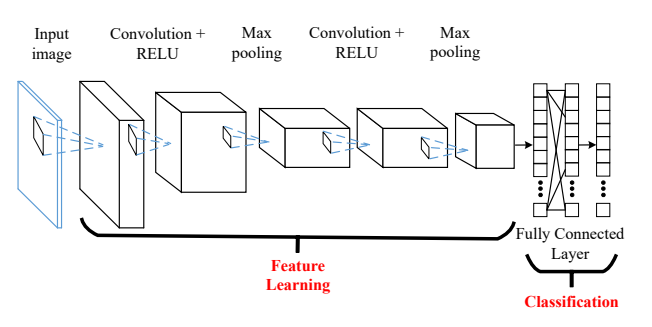 Input
image
Convolution +
RELU
Max
pooling
Convolution +
RELU
Max
pooling
Fully Connected
Layer
Feature
Learning
Classification